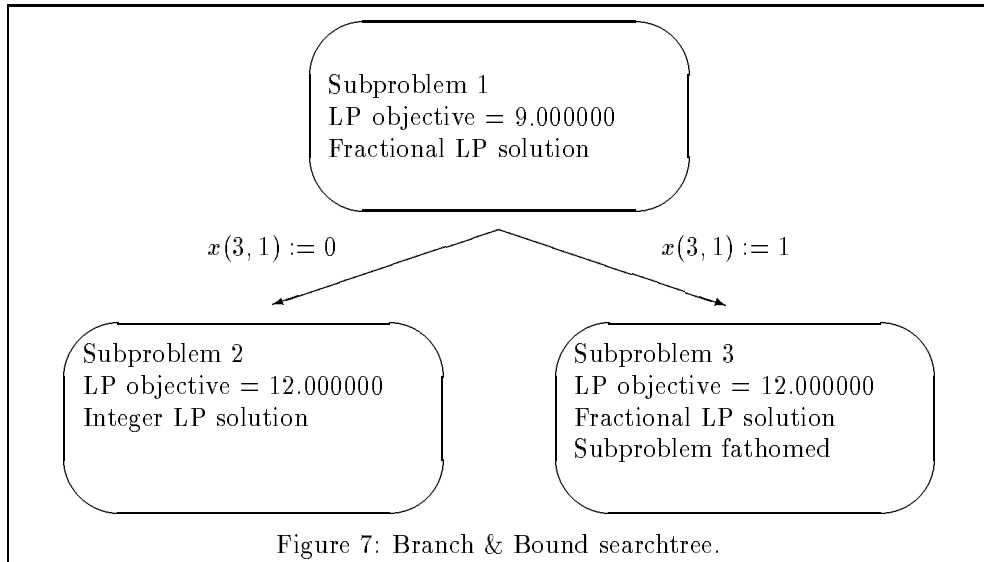 Subproblem 1
LP objective = 9.000000
Fractional LP solution
x(3, 1) := 0
x(3, 1) := 1
Subproblem 2
LP objective = 12.000000
Integer LP solution
Subproblem 3
LP objective = 12.000000
Fractional LP solution
Subproblem fathomed
Figure 7: Branch & Bound searchtree.